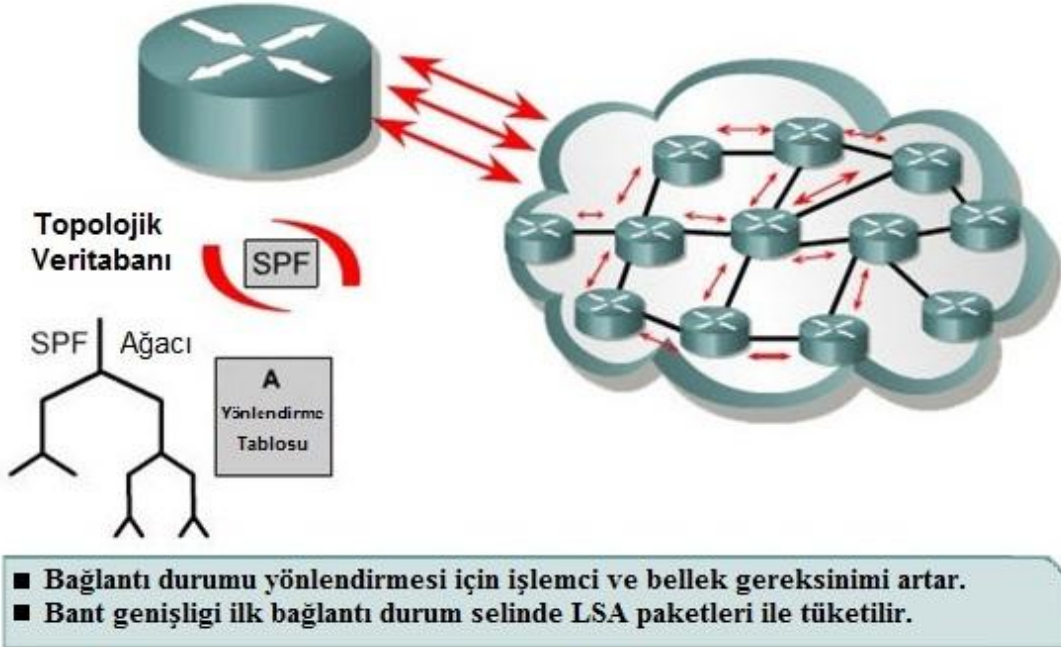 Topolojik
Veritabanı
SPF
SPF Ağacı
A
Yönlendirme
Tablosu
■ Bağlantı durumu yönlendirmesi için işlemci ve bellek gereksinimi artar.
■ Bant genişligi ilk bağlantı durum selinde LSA paketleri ile tüketilir.